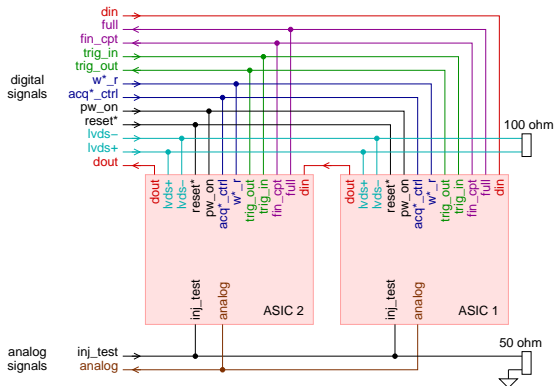 din
full
fin_cpt
trig_in
trig_out
digital
signals
w*_r
acq*_ctrl
pw_on
reset*
100 ohm
lvds−
lvds+
dout
dout
lvds+
lvds−
reset*
pw_on
acq*_ctrl
w*_r
trig_out
trig_in
fin_cpt
full
din
dout
lvds+
lvds−
reset*
pw_on
acq*_ctrl
w*_r
trig_out
trig_in
fin_cpt
full
din
inj_test
analog
ASIC 2
inj_test
analog
ASIC 1
50 ohm
analog
signals
inj_test
analog